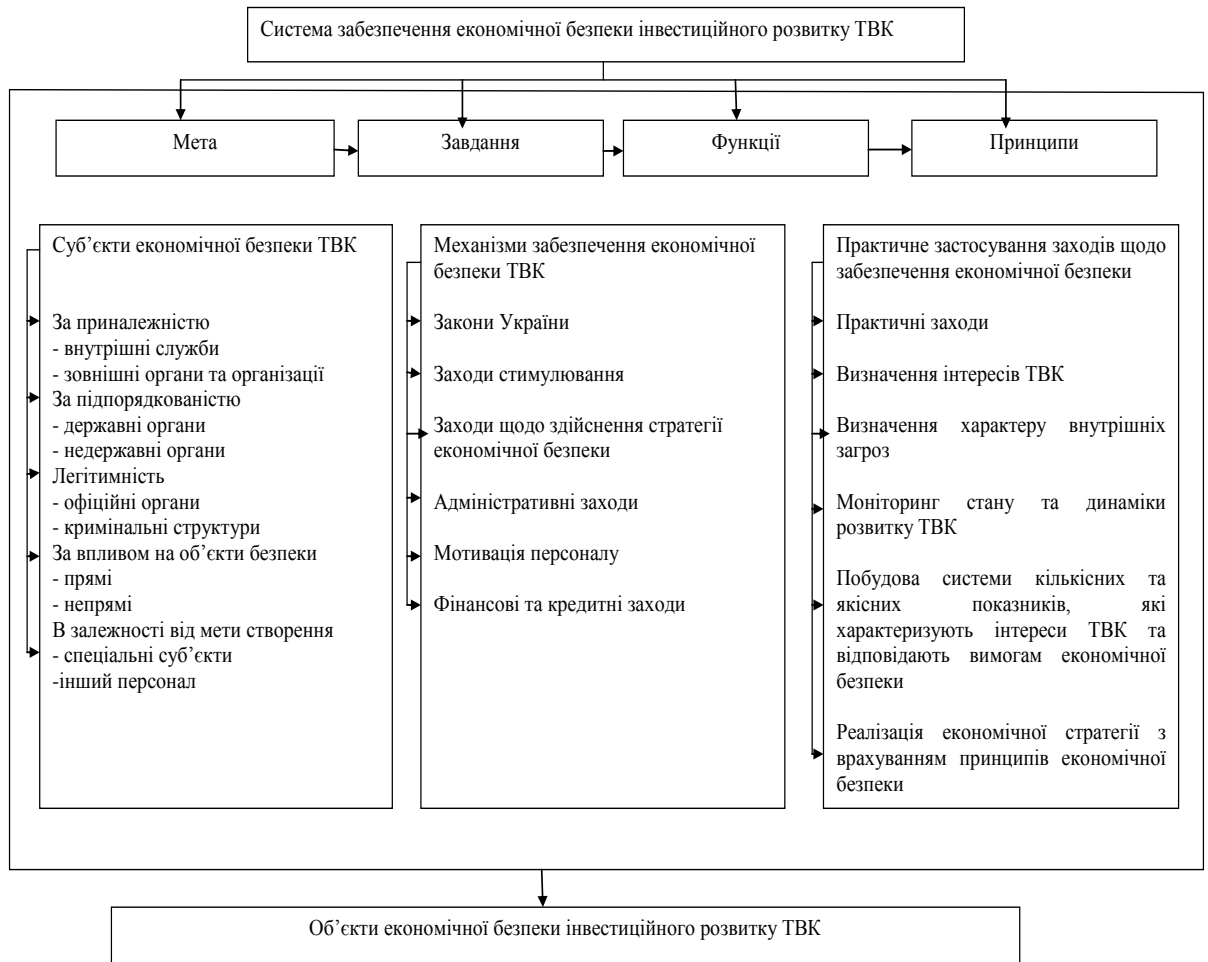 Система забезпечення економічної безпеки інвестиційного розвитку ТВК
Мета
Завдання
Функції
Принципи
Суб’єкти економічної безпеки ТВК
За приналежністю
- внутрішні служби
- зовнішні органи та організації
За підпорядкованістю
- державні органи
- недержавні органи
Легітимність
- офіційні органи
- кримінальні структури
За впливом на об’єкти безпеки
- прямі
- непрямі
В залежності від мети створення
- спеціальні суб’єкти
-інший персонал
Механізми забезпечення економічної
безпеки ТВК
Закони України
Заходи стимулювання
Заходи щодо здійснення стратегії
економічної безпеки
Адміністративні заходи
Мотивація персоналу
Фінансові та кредитні заходи
Практичне застосування заходів щодо
забезпечення економічної безпеки
Практичні заходи
Визначення інтересів ТВК
Визначення характеру внутрішніх
загроз
Моніторинг стану та динаміки
розвитку ТВК
Побудова системи кількісних та
якісних показників, які
характеризують інтереси ТВК та
відповідають вимогам економічної
безпеки
Реалізація економічної стратегії з
врахуванням принципів економічної
безпеки
Об’єкти економічної безпеки інвестиційного розвитку ТВК